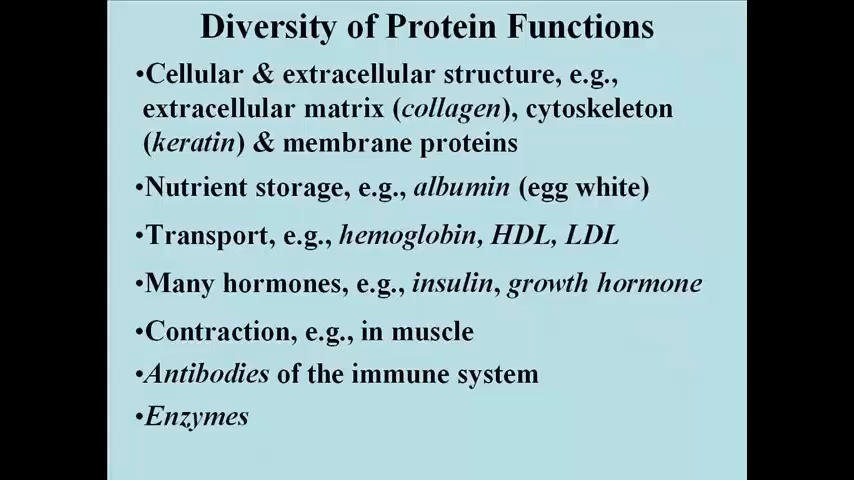 Diversity of Protein Functions
•Cellular & extracellular structure, e.g.,
extracellular matrix (collagen), cytoskeleton
(keratin) & membrane proteins
•Nutrient storage, e.g., albumin (egg white)
•Transport, e.g., hemoglobin, HDL, LDL
•Many hormones, e.g., insulin, growth hormone
•Contraction, e.g., in muscle
•Antibodies of the immune system
•Enzymes